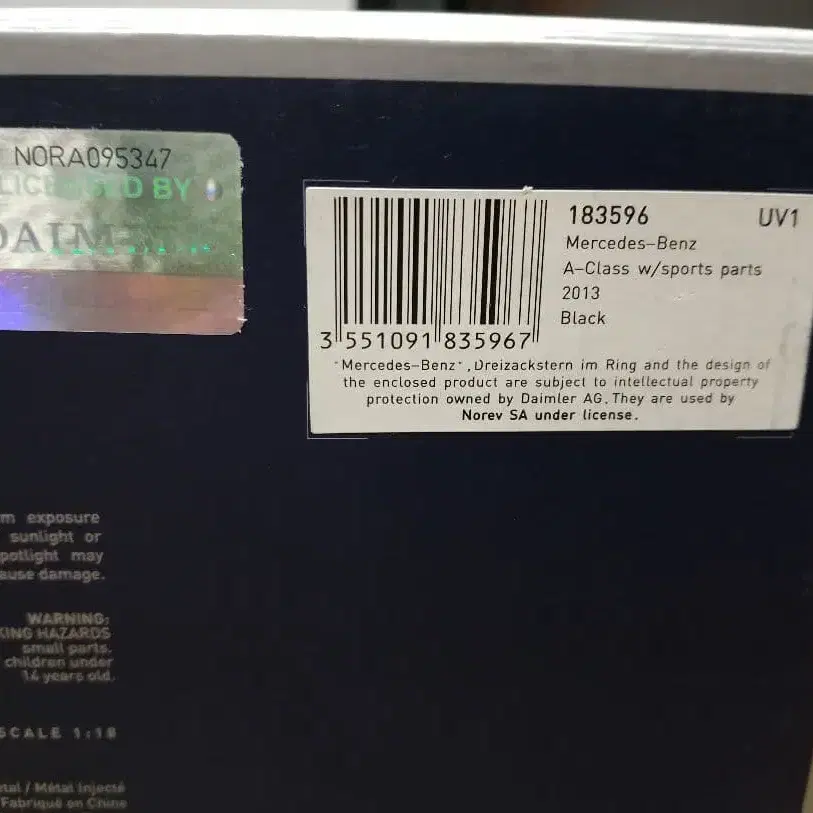 NORA095347
LICENSED BY
DAIM
183596 UV1
Mercedes-Benz
A-Class w/sports parts
2013
Black
3 551091 835967
"Mercedes-Benz", Dreizackstern im Ring and the design of
the enclosed product are subject to intellectual property
protection owned by Daimler AG. They are used by
Norev SA under license.
m exposure
sunlight or
potlight may
ause damage.
WARNING:
KING HAZARDS
small parts.
children under
14 years old.
SCALE 1:18
tal / Métal Injecté
Fabriqué en Chine